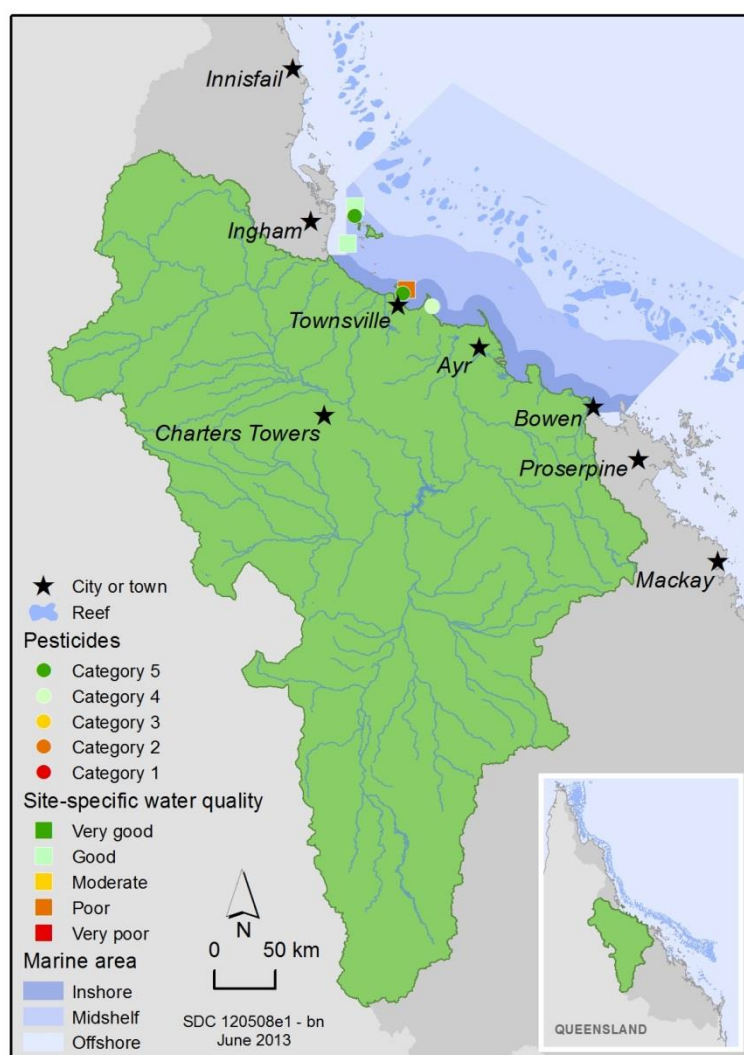 Innisfail
Ingham
Townsville
Ayr
Charters Towers
Bowen
Proserpine
Mackay
City or town
Reef
Pesticides
Category 5
Category 4
Category 3
Category 2
Category 1
Site-specific water quality
Very good
Good
Moderate
Poor
Very poor
Marine area
Inshore
Midshelf
Offshore
N
0 50 km
SDC 120508e1 - bn
June 2013
QUEENSLAND